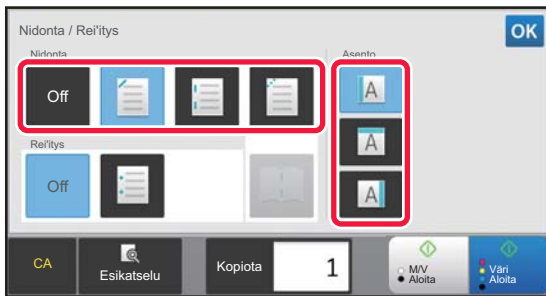 Nidonta / Rei'itys
OK
Nidonta
Asento
Off
A
A
A
Rei'itys
Off
CA
Esikatselu
Kopiota
1
M/V
Aloita
Väri
Aloita